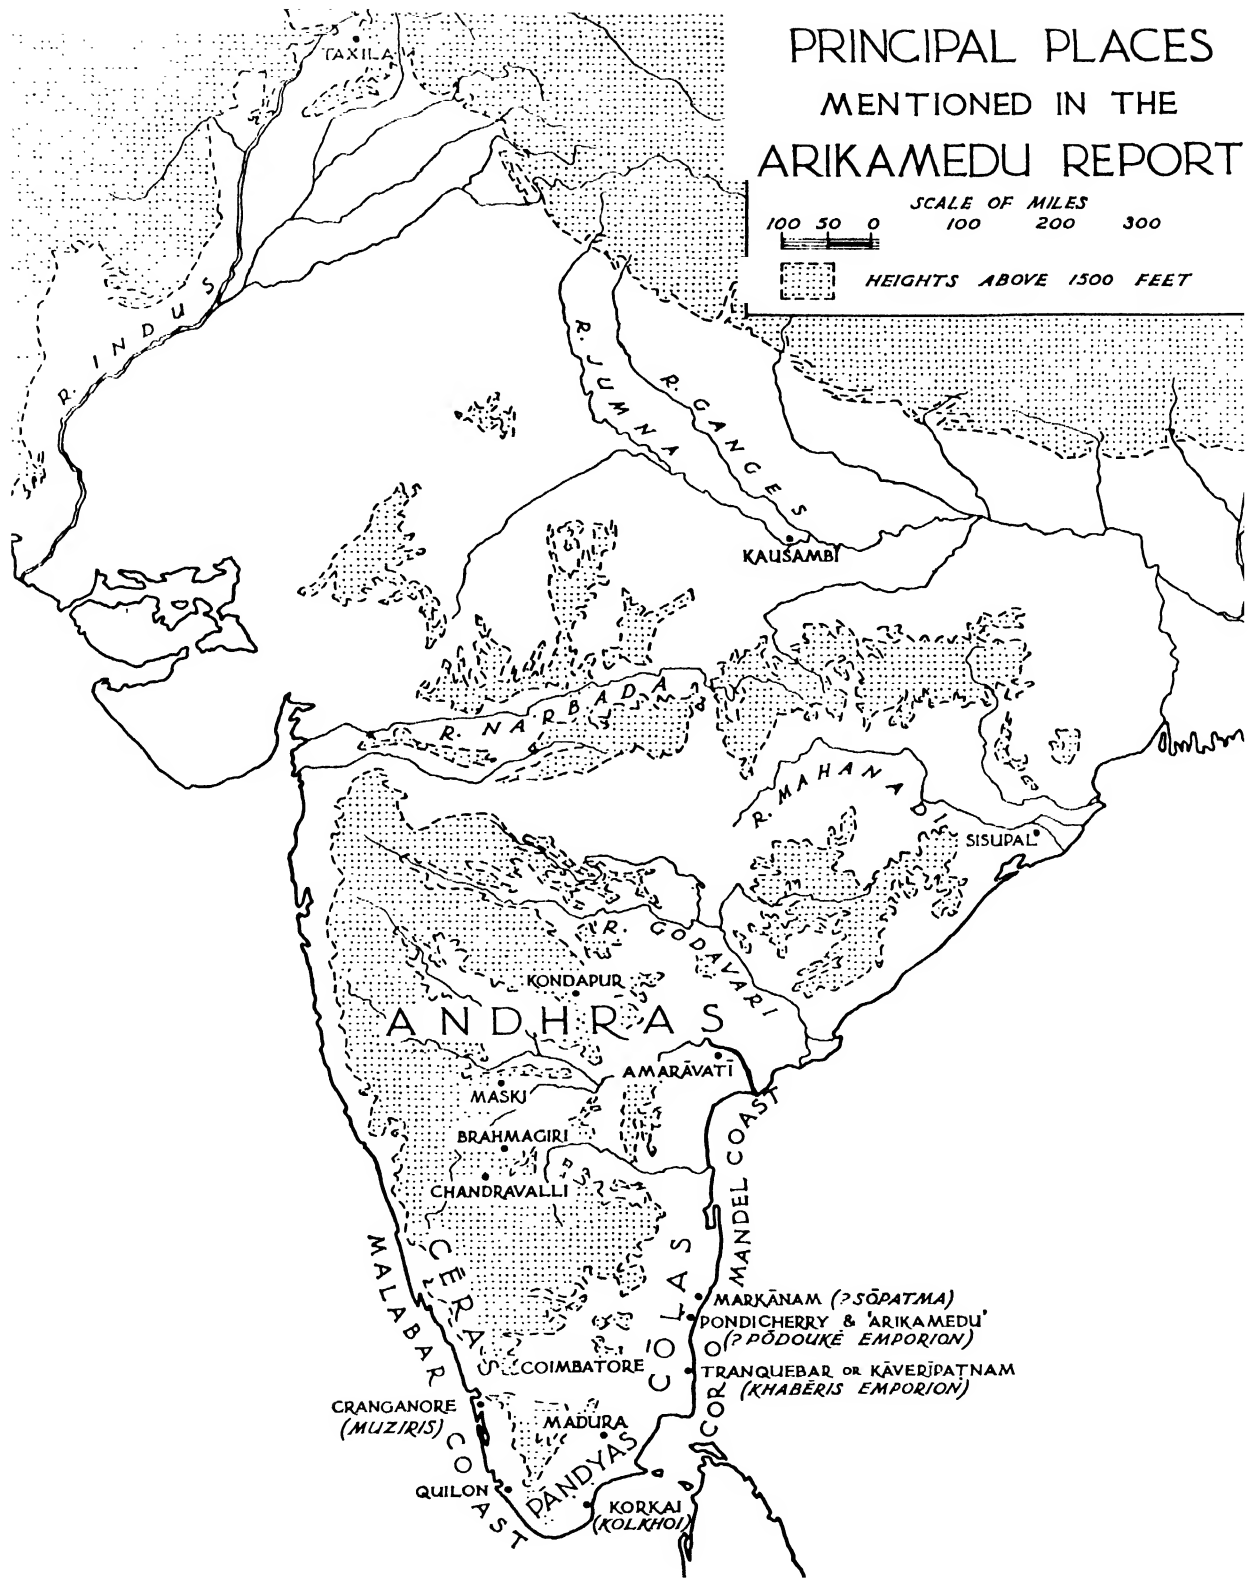 PRINCIPAL PLACES
MENTIONED IN THE
ARIKAMEDU REPORT
SCALE OF MILES
100 50 0 100 200 300
HEIGHTS ABOVE 1500 FEET
TAXILA
R. INDUS
R. JUMNA
R. GANGES
KAUSAMBI
R. NARBADA
R. MAHANADI
SISUPAL
R. GODAVARI
KONDAPUR
ANDHRAS
AMARĀVATĪ
MASKI
BRAHMAGIRI
CHANDRAVALLI
COROMANDEL COAST
MALABAR COAST
CĒRAS
CŌLAS
MARKĀNAM (?SŌPATMA)
PONDICHERRY & 'ARIKAMEDU'
(?PŌDOUKĒ EMPORION)
COIMBATORE
TRANQUEBAR OR KĀVERĪPAṬNAM
(KHABĒRIS EMPORION)
CRANGANORE
(MUZIRIS)
MADURA
PĀNDYAS
QUILON
KORKAI
(KOLKHOI)